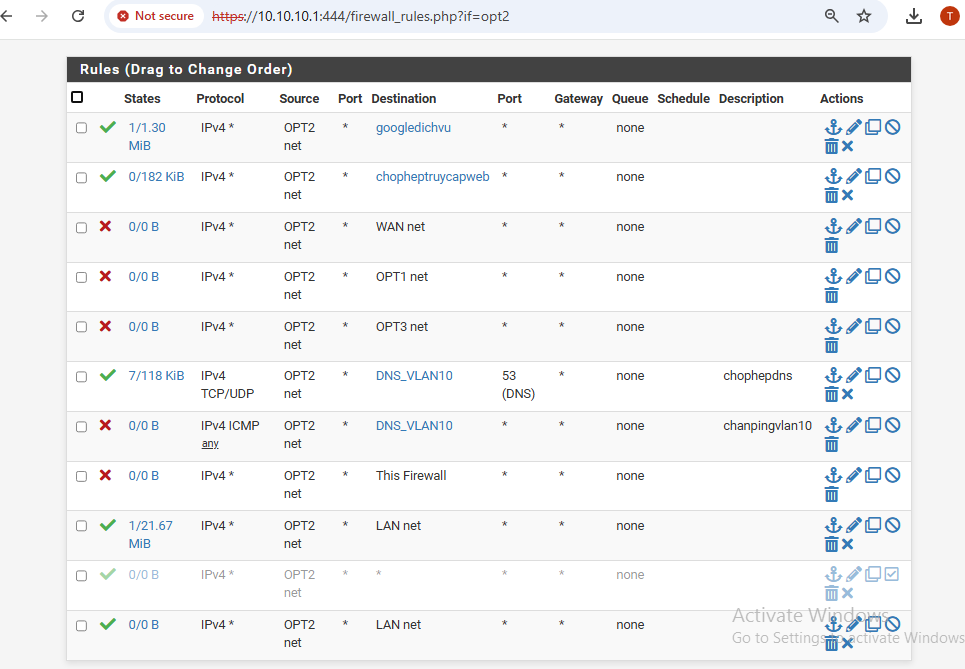 Not secure https://10.10.10.1:444/firewall_rules.php?if=opt2 T
Rules (Drag to Change Order)
States Protocol Source Port Destination Port Gateway Queue Schedule Description Actions
1/1.30 IPv4 * OPT2 * googledichvu * * none
MiB net
0/182 KiB IPv4 * OPT2 * chopheptruycapweb * * none
net
0/0 B IPv4 * OPT2 * WAN net * * none
net
0/0 B IPv4 * OPT2 * OPT1 net * * none
net
0/0 B IPv4 * OPT2 * OPT3 net * * none
net
7/118 KiB IPv4 OPT2 * DNS_VLAN10 53 * none chophepdns
TCP/UDP net (DNS)
0/0 B IPv4 ICMP OPT2 * DNS_VLAN10 * * none chanpingvlan10
any net
0/0 B IPv4 * OPT2 * This Firewall * * none
net
1/21.67 IPv4 * OPT2 * LAN net * * none
MiB net
0/0 B IPv4 * OPT2 * * * * none
net
0/0 B IPv4 * OPT2 * LAN net * * none
net
Activate Windows
Go to Settings to activate Windows